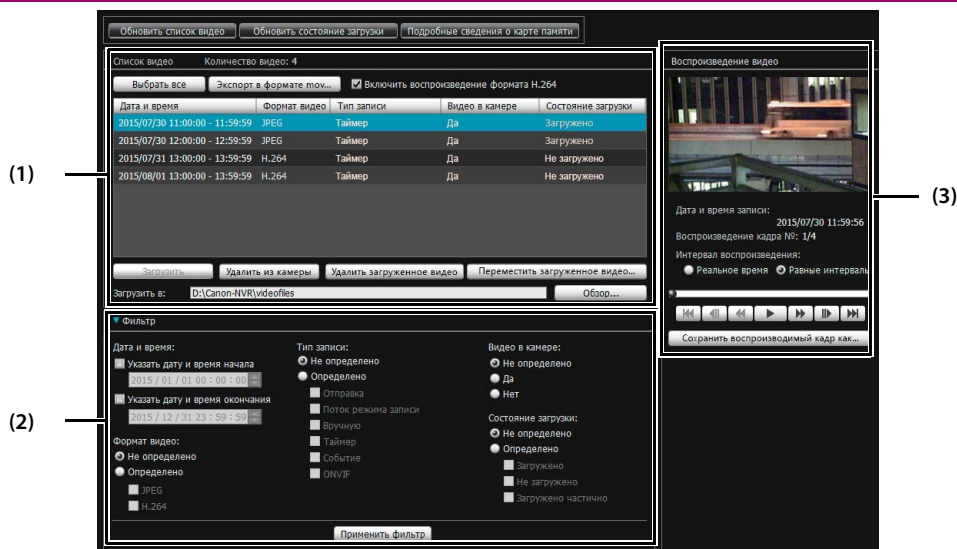 Обновить список видео Обновить состояние загрузки Подробные сведения о карте памяти
Список видео Количество видео: 4
Выбрать все Экспорт в формате mov... Включить воспроизведение формата H.264
Дата и время Формат видео Тип записи Видео в камере Состояние загрузки
2015/07/30 11:00:00 - 11:59:59 JPEG Таймер Да Загружено
2015/07/30 12:00:00 - 12:59:59 JPEG Таймер Да Загружено
2015/07/31 13:00:00 - 13:59:59 H.264 Таймер Да Не загружено
2015/08/01 13:00:00 - 13:59:59 H.264 Таймер Да Не загружено
(1)
Загрузить Удалить из камеры Удалить загруженное видео Переместить загруженное видео...
Загрузить в: D:\Canon-NVR\videofiles Обзор...
Фильтр
Дата и время:
Указать дату и время начала
2015 / 01 / 01 00 : 00 : 00
Указать дату и время окончания
2015 / 12 / 31 23 : 59 : 59
Формат видео:
Не определено
Определено
JPEG
H.264
Тип записи:
Не определено
Определено
Отправка
Поток режима записи
Вручную
Таймер
Событие
ONVIF
Видео в камере:
Не определено
Да
Нет
Состояние загрузки:
Не определено
Определено
Загружено
Не загружено
Загружено частично
Применить фильтр
(2)
Воспроизведение видео
Дата и время записи:
2015/07/30 11:59:56
Воспроизведение кадра №: 1/4
Интервал воспроизведения:
Реальное время Равные интервалы
Сохранить воспроизводимый кадр как...
(3)